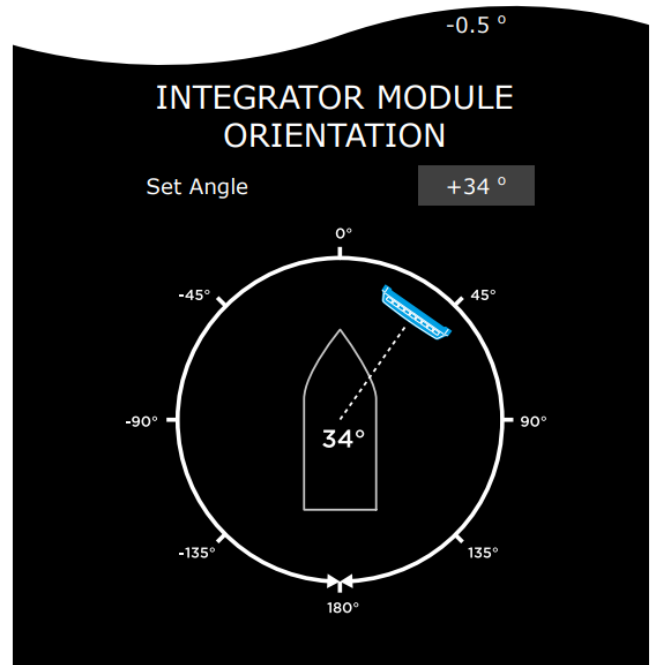 -0.5 °
INTEGRATOR MODULE
ORIENTATION
Set Angle +34 °
0°
-45° 45°
-90° 90°
34°
-135° 135°
180°